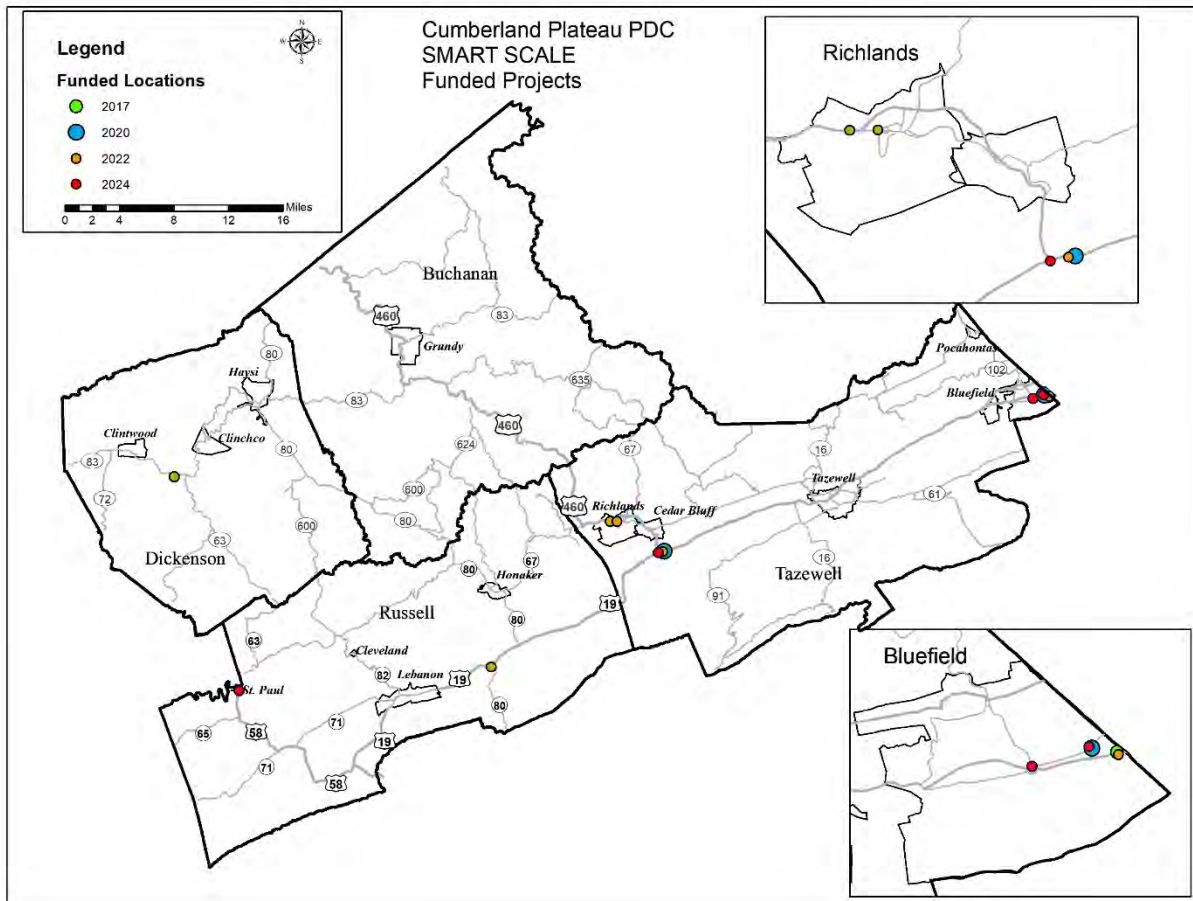 Legend
Funded Locations
2017
2020
2022
2024
0 2 4 8 12 16 Miles
N
W E
S
Cumberland Plateau PDC
SMART SCALE
Funded Projects
Richlands
Buchanan
460
83
Grundy
80
Haysi
83
635
Pocahontas
102
Bluefield
Clintwood
Clinchco
460
624
67
16
Tazewell
83
80
72
600
460
Richlands
Cedar Bluff
61
600
80
63
Dickenson
67
16
80
Honaker
Tazewell
91
19
Russell
80
63
Cleveland
82
Lebanon
19
St. Paul
80
Bluefield
65
58
71
19
71
58